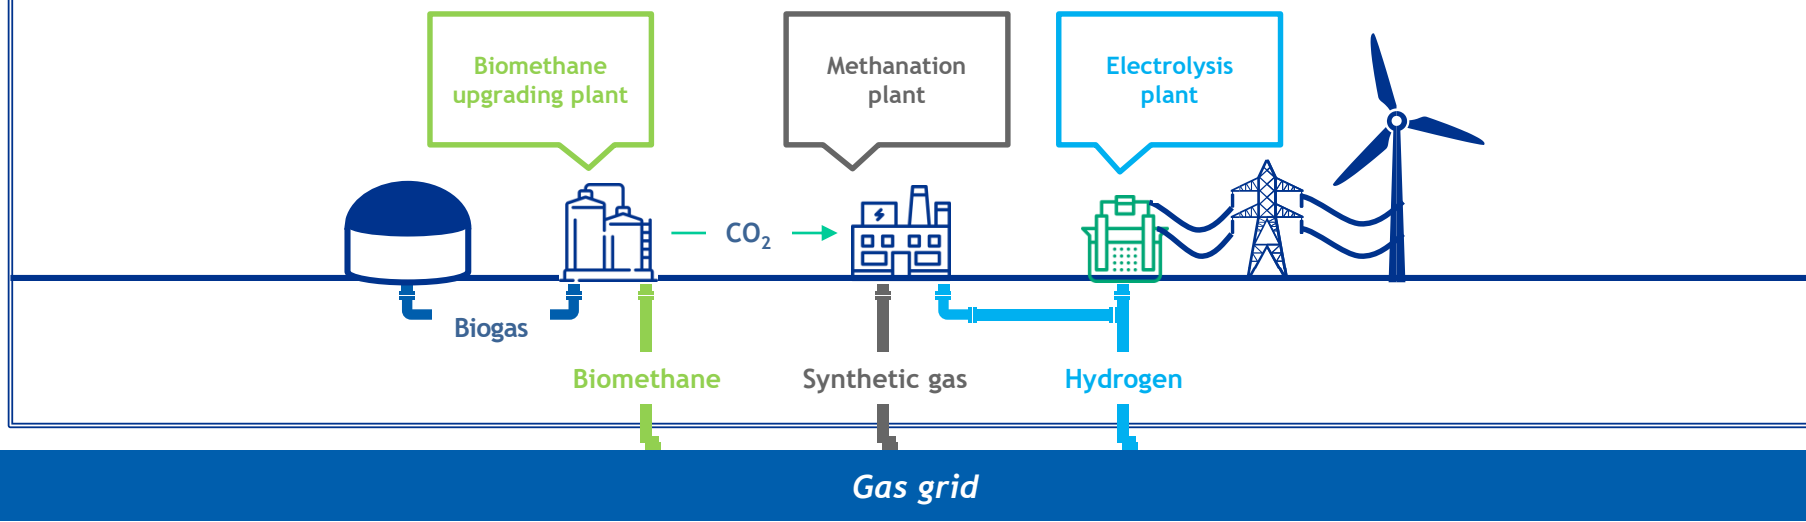 Biomethane
upgrading plant
Methanation
plant
Electrolysis
plant
CO₂
Biogas
Biomethane
Synthetic gas
Hydrogen
Gas grid